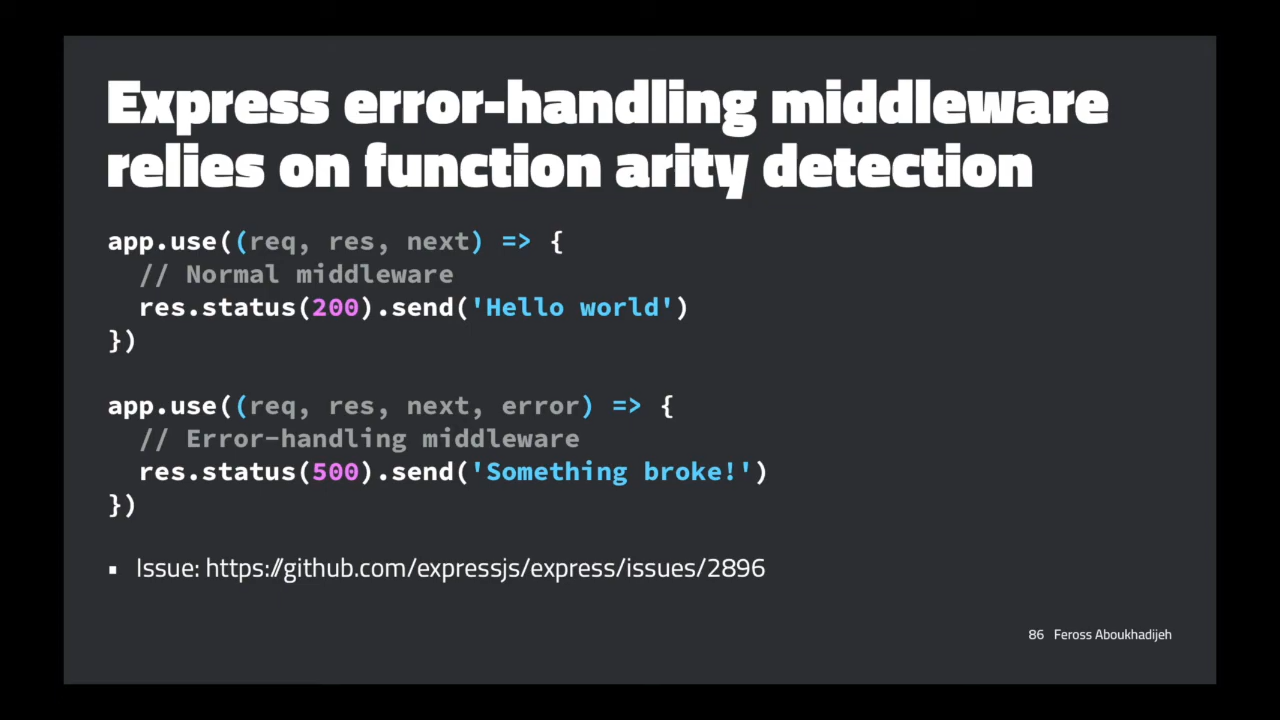 Express error-handling middleware
relies on function arity detection
app.use((req, res, next) => {
  // Normal middleware
  res.status(200).send('Hello world')
})
app.use((req, res, next, error) => {
  // Error-handling middleware
  res.status(500).send('Something broke!')
})
▪ Issue: https://github.com/expressjs/express/issues/2896
86 Feross Aboukhadijeh